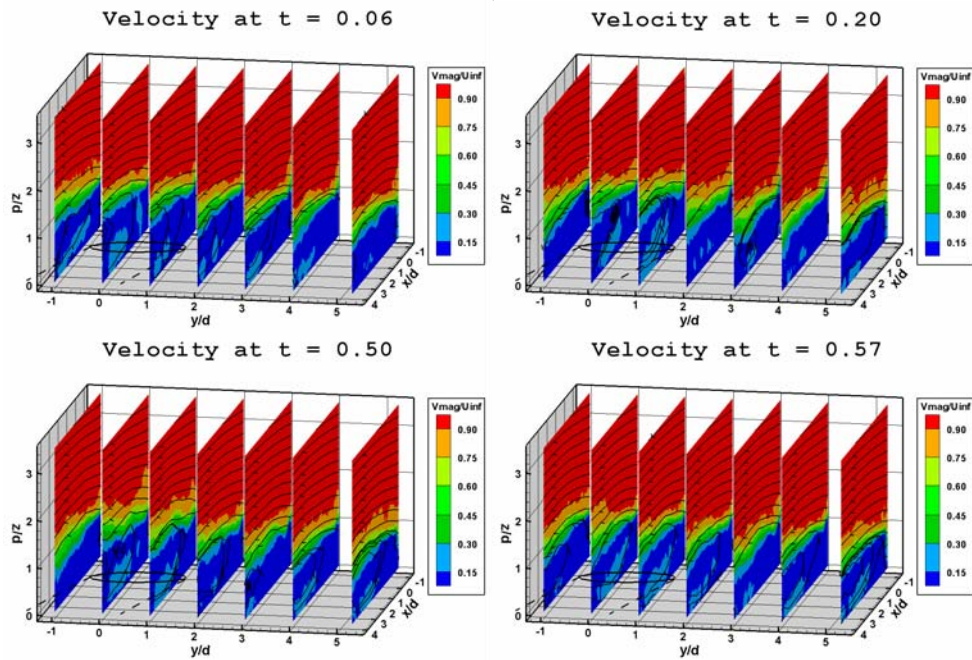 Velocity at t = 0.06
Vmag/Uinf
0.90
0.75
0.60
0.45
0.30
0.15
3
2
1
0
p/z
-1 0 1 2 3 4 5
y/d
-1
0
1
2
3
4
x/d
Velocity at t = 0.20
Vmag/Uinf
0.90
0.75
0.60
0.45
0.30
0.15
3
2
1
0
p/z
-1 0 1 2 3 4 5
y/d
-1
0
1
2
3
4
x/d
Velocity at t = 0.50
Vmag/Uinf
0.90
0.75
0.60
0.45
0.30
0.15
3
2
1
0
p/z
-1 0 1 2 3 4 5
y/d
-1
0
1
2
3
4
x/d
Velocity at t = 0.57
Vmag/Uinf
0.90
0.75
0.60
0.45
0.30
0.15
3
2
1
0
p/z
-1 0 1 2 3 4 5
y/d
-1
0
1
2
3
4
x/d